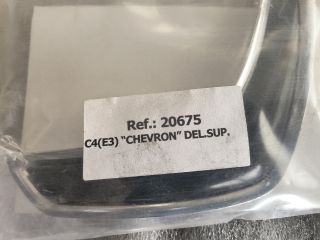 Ref.: 20675
C4(E3) "CHEVRON" DEL.SUP.